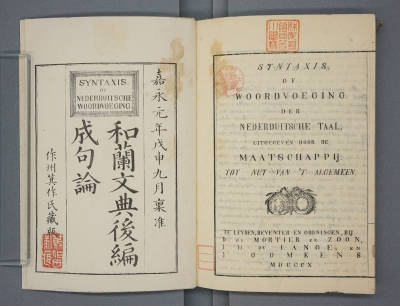 嘉永元年戊申九月稟准
SYNTAXIS
OF
NEDERDUITSCHE
WOORDVOEGING
和蘭文典後編
成句論
作州箕作氏藏版
SYNTAXIS,
OF
WOORDVOEGING
DER
NEDERDUITSCHE TAAL,
UITGEGEVEN DOOR DE
MAATSCHAPPIJ:
TOT NUT VAN 'T ALGEMEEN.
TE LEYDEN, DEVENTER EN GRONINGEN, BIJ
D. DU MORTIER EN ZOON,
J. H. DE LANGE, EN
J. OOMKENS
MDCCCX.